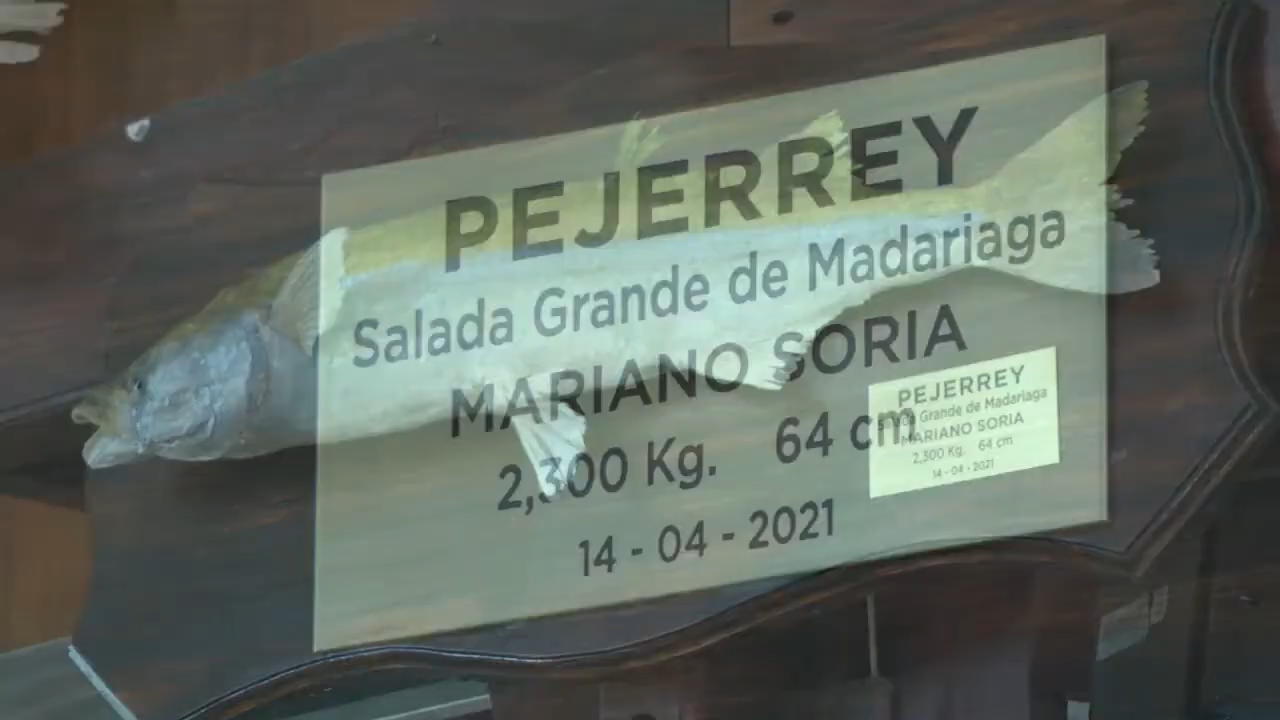 PEJERREY
Salada Grande de Madariaga
MARIANO SORIA
2,300 Kg. 64 cm
14 - 04 - 2021
PEJERREY
Grande de Madariaga
MARIANO SORIA
2,300 Kg. 64 cm
14 - 04 - 2021